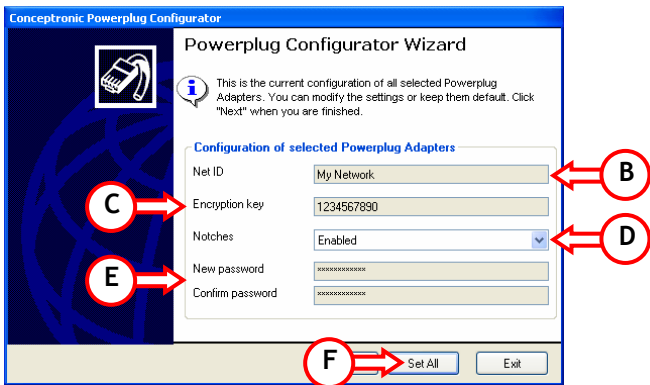 Conceptronic Powerplug Configurator
Powerplug Configurator Wizard
This is the current configuration of all selected Powerplug
Adapters. You can modify the settings or keep them default. Click
"Next" when you are finished.
Configuration of selected Powerplug Adapters
Net ID My Network B
C Encryption key 1234567890
Notches Enabled D
E New password xxxxxxxxxxxx
Confirm password xxxxxxxxxxxx
F Set All Exit